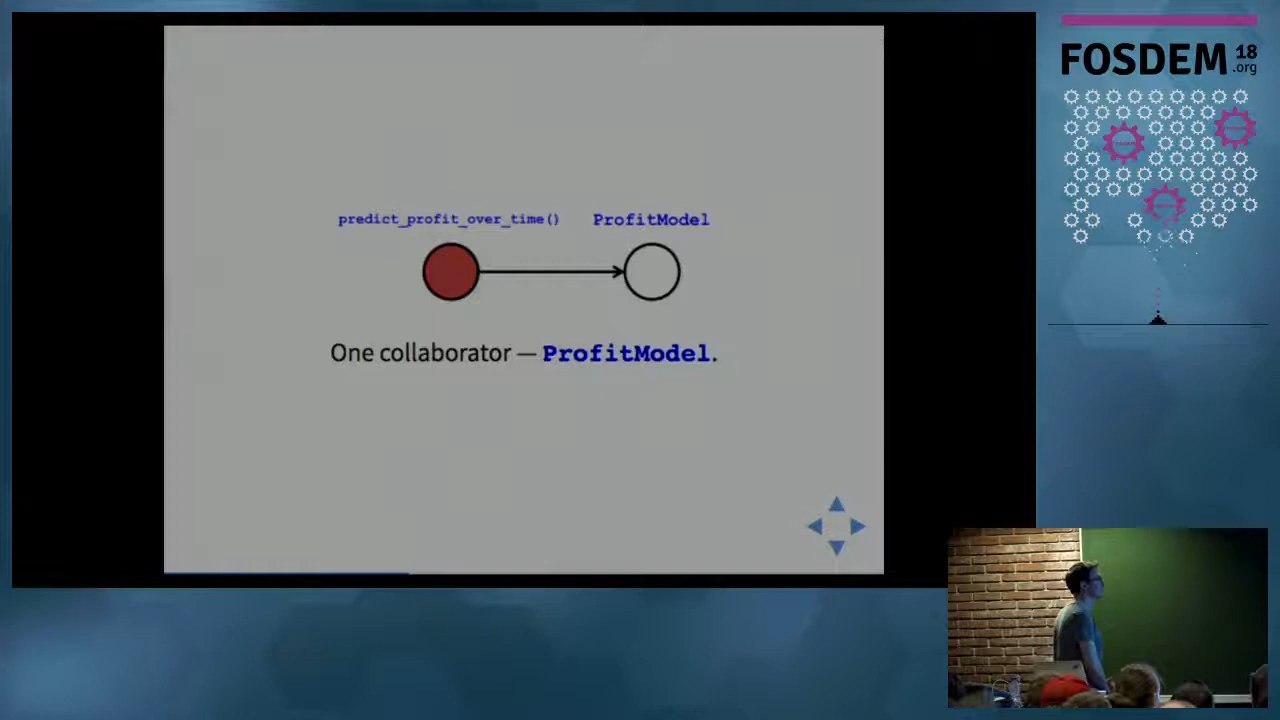 FOSDEM 18
.org
predict_profit_over_time() ProfitModel
One collaborator — ProfitModel.